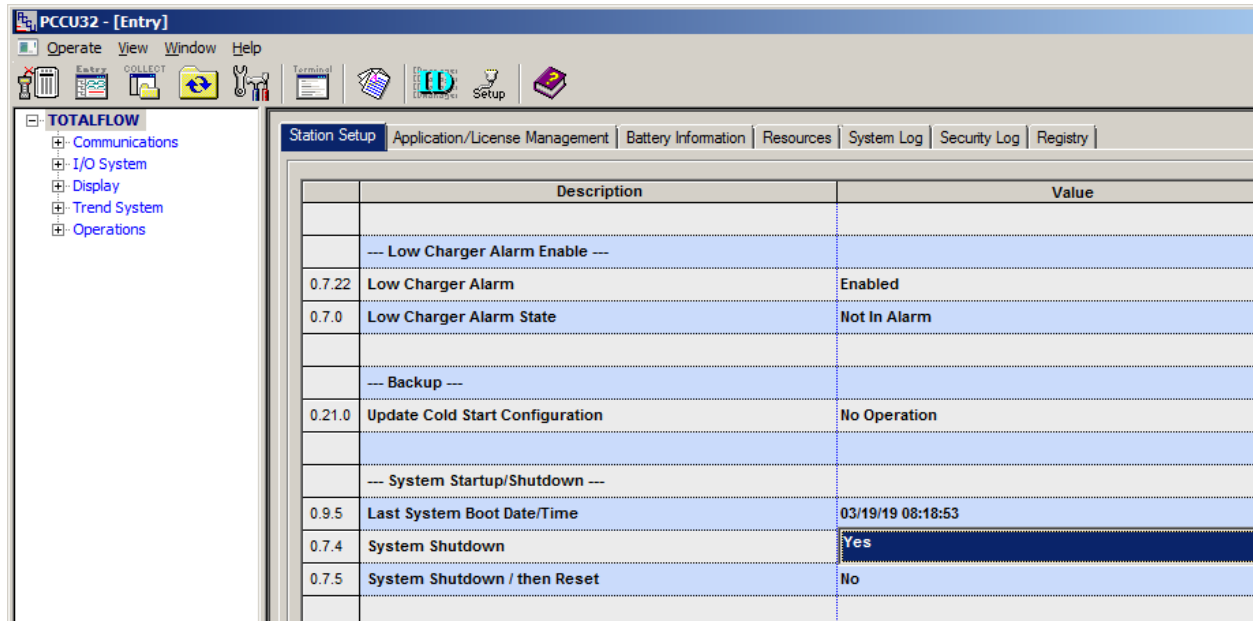 PCCU32 - [Entry]
Operate View Window Help
Entry COLLECT Terminal ID Setup
TOTALFLOW
Communications
I/O System
Display
Trend System
Operations
Station Setup Application/License Management Battery Information Resources System Log Security Log Registry
Description Value
--- Low Charger Alarm Enable ---
0.7.22 Low Charger Alarm Enabled
0.7.0 Low Charger Alarm State Not In Alarm
--- Backup ---
0.21.0 Update Cold Start Configuration No Operation
--- System Startup/Shutdown ---
0.9.5 Last System Boot Date/Time 03/19/19 08:18:53
0.7.4 System Shutdown Yes
0.7.5 System Shutdown / then Reset No